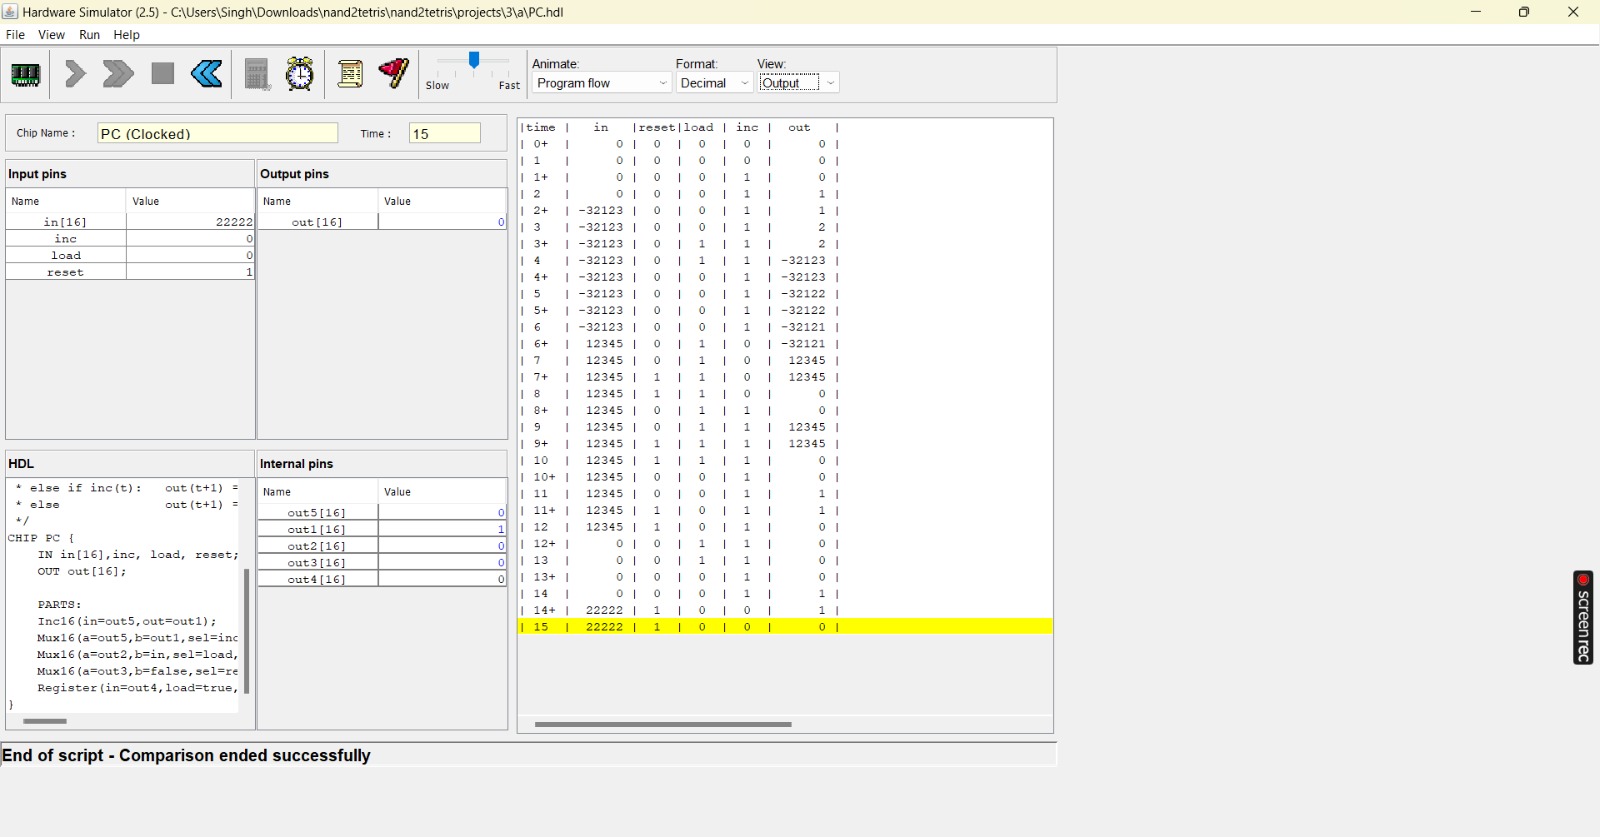 Hardware Simulator (2.5) - C:\Users\Singh\Downloads\nand2tetris\nand2tetris\projects\3\a\PC.hdl
File View Run Help
Slow Fast
Animate: Format: View:
Program flow Decimal Output
Chip Name : PC (Clocked) Time : 15
Input pins
Name Value
in[16] 22222
inc 0
load 0
reset 1
Output pins
Name Value
out[16] 0
HDL
* else if inc(t): out(t+1) =
* else out(t+1) =
*/
CHIP PC {
IN in[16],inc, load, reset;
OUT out[16];
PARTS:
Inc16(in=out5,out=out1);
Mux16(a=out5,b=out1,sel=inc
Mux16(a=out2,b=in,sel=load,
Mux16(a=out3,b=false,sel=re
Register(in=out4,load=true,
}
Internal pins
Name Value
out5[16] 0
out1[16] 1
out2[16] 0
out3[16] 0
out4[16] 0
|time | in |reset|load | inc | out |
| 0+ | 0 | 0 | 0 | 0 | 0 |
| 1 | 0 | 0 | 0 | 0 | 0 |
| 1+ | 0 | 0 | 0 | 1 | 0 |
| 2 | 0 | 0 | 0 | 1 | 1 |
| 2+ | -32123 | 0 | 0 | 1 | 1 |
| 3 | -32123 | 0 | 0 | 1 | 2 |
| 3+ | -32123 | 0 | 1 | 1 | 2 |
| 4 | -32123 | 0 | 1 | 1 | -32123 |
| 4+ | -32123 | 0 | 0 | 1 | -32123 |
| 5 | -32123 | 0 | 0 | 1 | -32122 |
| 5+ | -32123 | 0 | 0 | 1 | -32122 |
| 6 | -32123 | 0 | 0 | 1 | -32121 |
| 6+ | 12345 | 0 | 1 | 0 | -32121 |
| 7 | 12345 | 0 | 1 | 0 | 12345 |
| 7+ | 12345 | 1 | 1 | 0 | 12345 |
| 8 | 12345 | 1 | 1 | 0 | 0 |
| 8+ | 12345 | 0 | 1 | 1 | 0 |
| 9 | 12345 | 0 | 1 | 1 | 12345 |
| 9+ | 12345 | 1 | 1 | 1 | 12345 |
| 10 | 12345 | 1 | 1 | 1 | 0 |
| 10+ | 12345 | 0 | 0 | 1 | 0 |
| 11 | 12345 | 0 | 0 | 1 | 1 |
| 11+ | 12345 | 1 | 0 | 1 | 1 |
| 12 | 12345 | 1 | 0 | 1 | 0 |
| 12+ | 0 | 0 | 1 | 1 | 0 |
| 13 | 0 | 0 | 1 | 1 | 0 |
| 13+ | 0 | 0 | 0 | 1 | 0 |
| 14 | 0 | 0 | 0 | 1 | 1 |
| 14+ | 22222 | 1 | 0 | 0 | 1 |
| 15 | 22222 | 1 | 0 | 0 | 0 |
screenrec
End of script - Comparison ended successfully